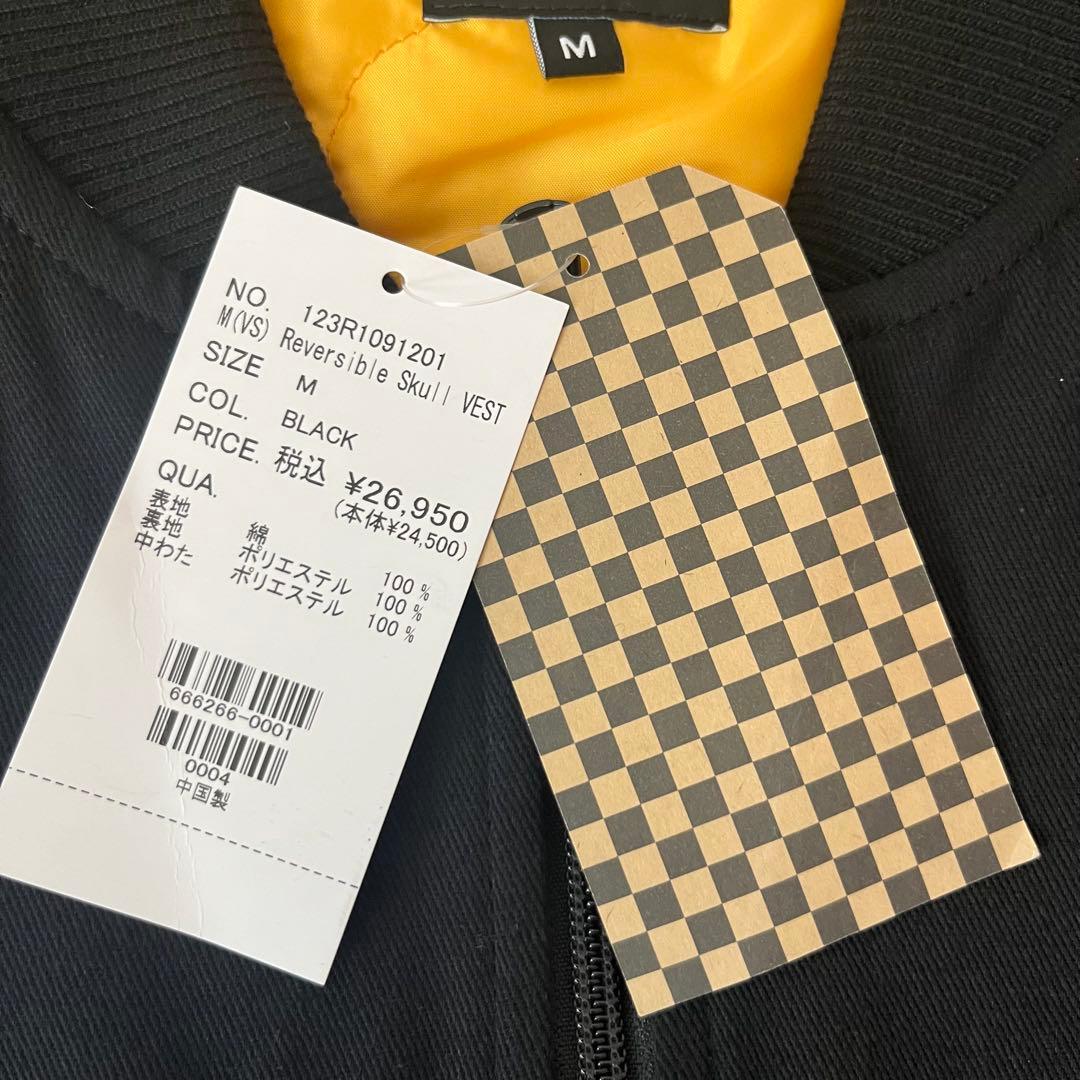 M
NO. 123R1091201
M(VS) Reversible Skull VEST
SIZE M
COL. BLACK
PRICE. 税込 ¥26,950
(本体¥24,500)
QUA.
表地 綿 100 %
裏地 ポリエステル 100 %
中わた ポリエステル 100 %
666266-0001
0004
中国製